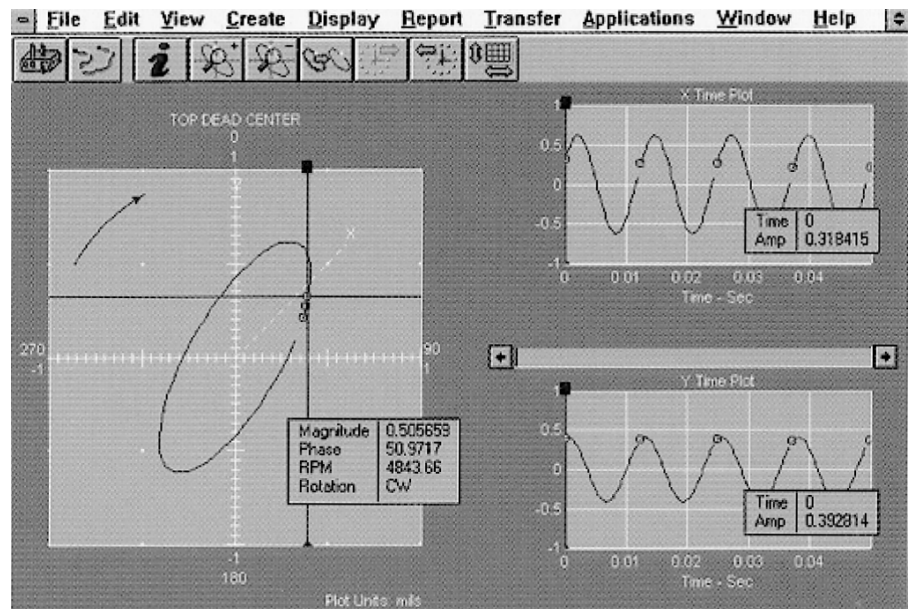 File Edit View Create Display Report Transfer Applications Window Help
TOP DEAD CENTER
0
1
X
270
-1
90
1
Magnitude 0.505659
Phase 50.9717
RPM 4843.66
Rotation CW
-1
180
Plot Units: mils
X Time Plot
1
0.5
0
-0.5
-1
Time 0
Amp 0.318415
0 0.01 0.02 0.03 0.04
Time - Sec
Y Time Plot
1
0.5
0
-0.5
-1
Time 0
Amp 0.392814
0 0.01 0.02 0.03 0.04
Time - Sec